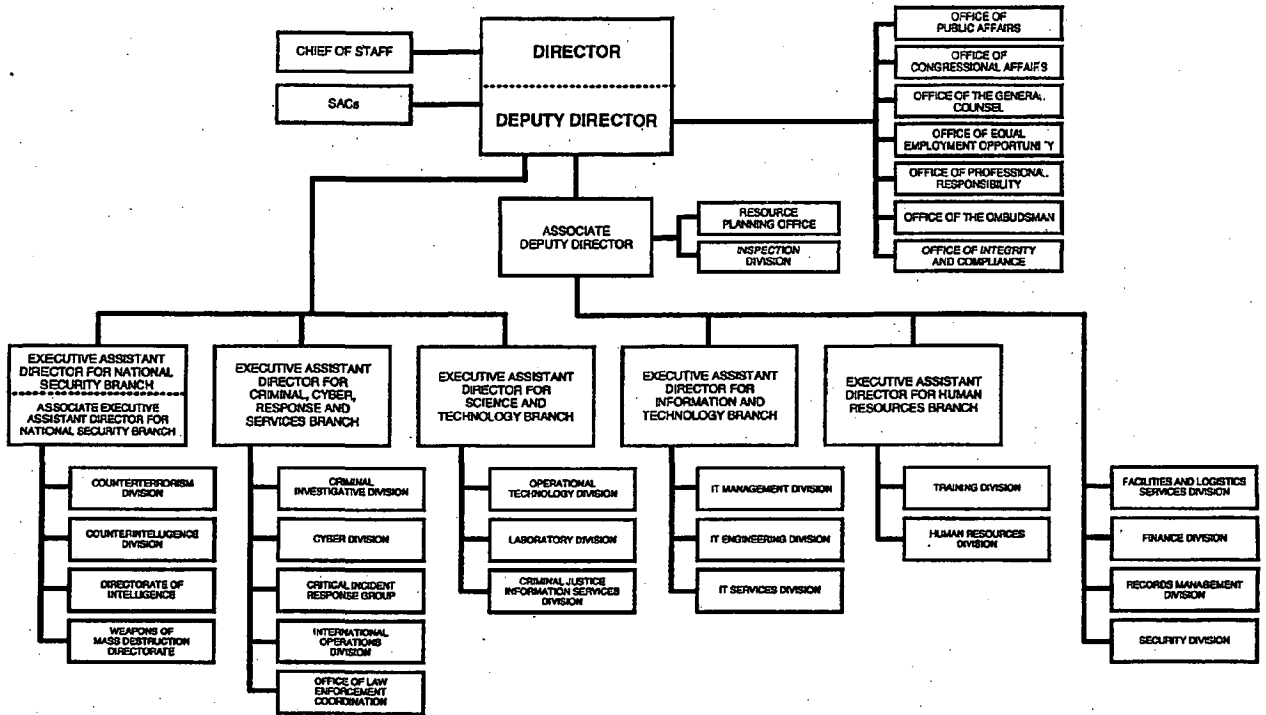 CHIEF OF STAFF
SACs
DIRECTOR
DEPUTY DIRECTOR
OFFICE OF
PUBLIC AFFAIRS
OFFICE OF
CONGRESSIONAL AFFAIRS
OFFICE OF THE GENERAL
COUNSEL
OFFICE OF EQUAL
EMPLOYMENT OPPORTUNITY
OFFICE OF PROFESSIONAL
RESPONSIBILITY
OFFICE OF THE OMBUDSMAN
OFFICE OF INTEGRITY
AND COMPLIANCE
ASSOCIATE
DEPUTY DIRECTOR
RESOURCE
PLANNING OFFICE
INSPECTION
DIVISION
EXECUTIVE ASSISTANT
DIRECTOR FOR NATIONAL
SECURITY BRANCH
ASSOCIATE EXECUTIVE
ASSISTANT DIRECTOR FOR
NATIONAL SECURITY BRANCH
COUNTERTERRORISM
DIVISION
COUNTERINTELLIGENCE
DIVISION
DIRECTORATE OF
INTELLIGENCE
WEAPONS OF
MASS DESTRUCTION
DIRECTORATE
EXECUTIVE ASSISTANT
DIRECTOR FOR
CRIMINAL, CYBER,
RESPONSE AND
SERVICES BRANCH
CRIMINAL
INVESTIGATIVE DIVISION
CYBER DIVISION
CRITICAL INCIDENT
RESPONSE GROUP
INTERNATIONAL
OPERATIONS
DIVISION
OFFICE OF LAW
ENFORCEMENT
COORDINATION
EXECUTIVE ASSISTANT
DIRECTOR FOR
SCIENCE AND
TECHNOLOGY BRANCH
OPERATIONAL
TECHNOLOGY DIVISION
LABORATORY DIVISION
CRIMINAL JUSTICE
INFORMATION SERVICES
DIVISION
EXECUTIVE ASSISTANT
DIRECTOR FOR
INFORMATION AND
TECHNOLOGY BRANCH
IT MANAGEMENT DIVISION
IT ENGINEERING DIVISION
IT SERVICES DIVISION
EXECUTIVE ASSISTANT
DIRECTOR FOR HUMAN
RESOURCES BRANCH
TRAINING DIVISION
HUMAN RESOURCES
DIVISION
FACILITIES AND LOGISTICS
SERVICES DIVISION
FINANCE DIVISION
RECORDS MANAGEMENT
DIVISION
SECURITY DIVISION